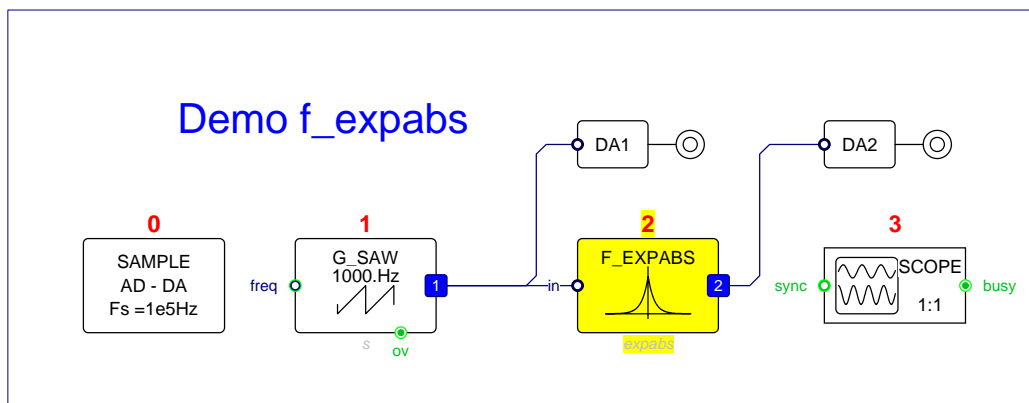 Demo f_expabs
DA1
DA2
0
1
2
3
SAMPLE
AD - DA
Fs =1e5Hz
freq
G_SAW
1000.Hz
1
s
ov
in
F_EXPABS
2
expabs
sync
SCOPE
1:1
busy